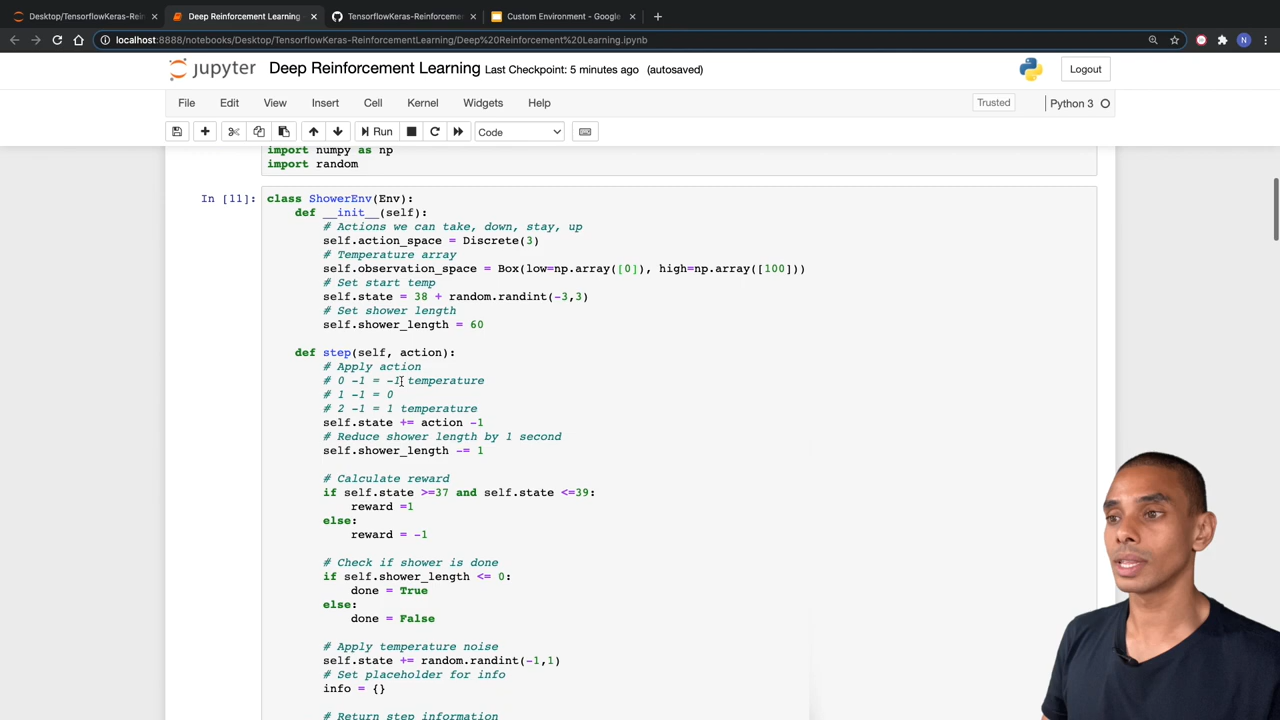 Desktop/TensorflowKeras-Rein
Deep Reinforcement Learning
TensorflowKeras-Reinforceme
Custom Environment - Google
localhost:8888/notebooks/Desktop/TensorflowKeras-ReinforcementLearning/Deep%20Reinforcement%20Learning.ipynb
N
jupyter Deep Reinforcement Learning Last Checkpoint: 5 minutes ago (autosaved)
Logout
File Edit View Insert Cell Kernel Widgets Help
Trusted
Python 3
Run
Code
import numpy as np
import random
In [11]:
class ShowerEnv(Env):
def __init__(self):
# Actions we can take, down, stay, up
self.action_space = Discrete(3)
# Temperature array
self.observation_space = Box(low=np.array([0]), high=np.array([100]))
# Set start temp
self.state = 38 + random.randint(-3,3)
# Set shower length
self.shower_length = 60
def step(self, action):
# Apply action
# 0 -1 = -1 temperature
# 1 -1 = 0
# 2 -1 = 1 temperature
self.state += action -1
# Reduce shower length by 1 second
self.shower_length -= 1
# Calculate reward
if self.state >=37 and self.state <=39:
reward =1
else:
reward = -1
# Check if shower is done
if self.shower_length <= 0:
done = True
else:
done = False
# Apply temperature noise
self.state += random.randint(-1,1)
# Set placeholder for info
info = {}
# Return step information